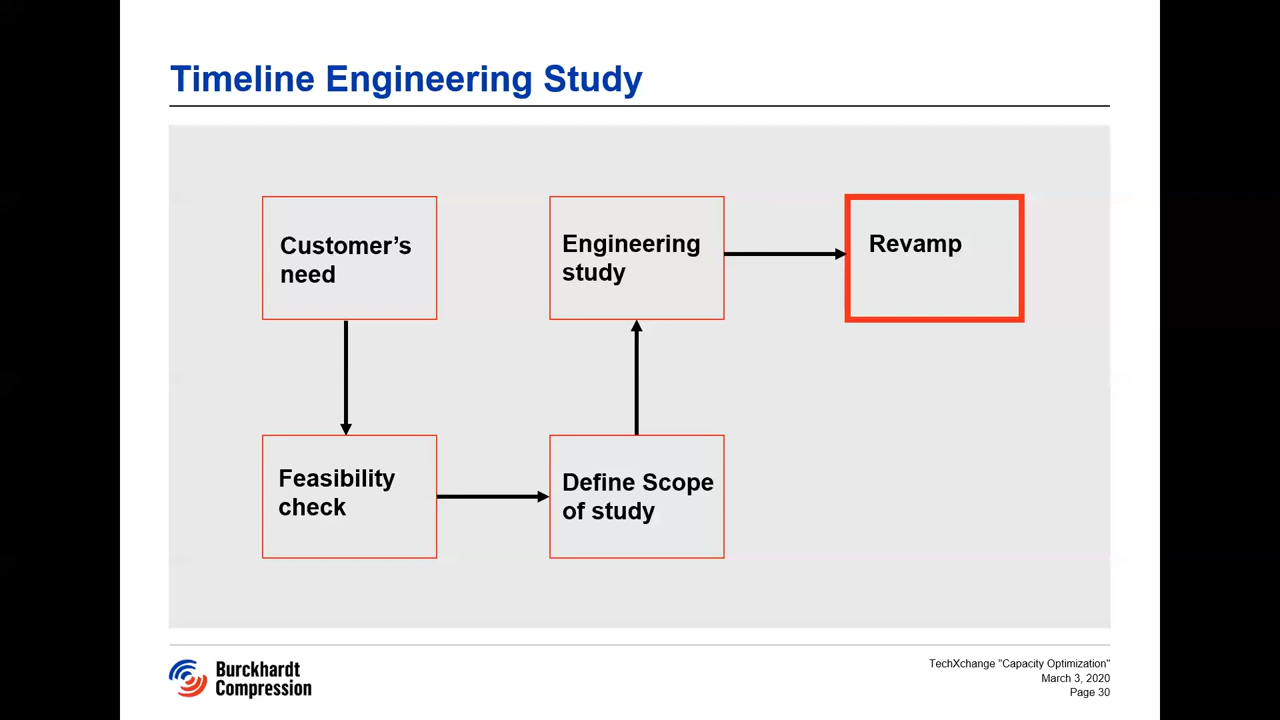 Timeline Engineering Study
Customer’s
need
Engineering
study
Revamp
Feasibility
check
Define Scope
of study
Burckhardt
Compression
TechXchange "Capacity Optimization"
March 3, 2020
Page 30